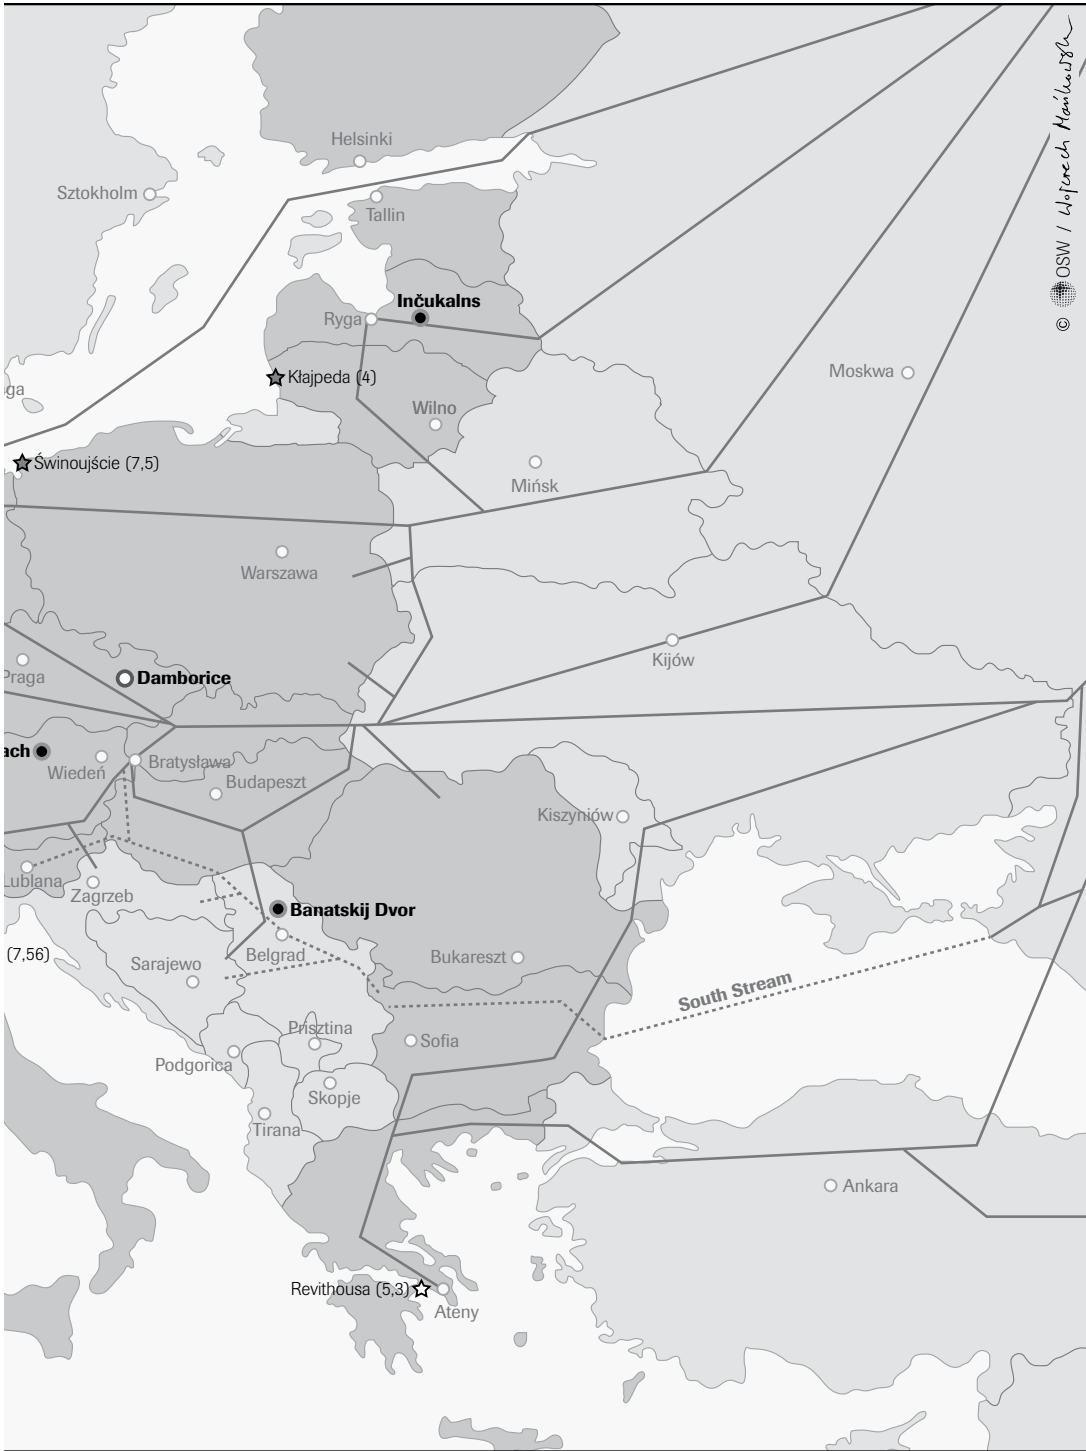 © OSW / Wojciech Mańkowski
Helsinki
Sztokholm
Tallin
Inčukalns
Ryga
Moskwa
Kłajpeda (4)
ga
Wilno
Świnoujście (7,5)
Mińsk
Warszawa
Kijów
Praga
Damborice
ach
Wiedeń
Bratysława
Budapeszt
Kiszyniów
Lublana
Zagrzeb
Banatskij Dvor
(7,56)
Belgrad
Bukareszt
Sarajewo
South Stream
Prisztina
Sofia
Podgorica
Skopje
Tirana
Ankara
Revithousa (5,3)
Ateny